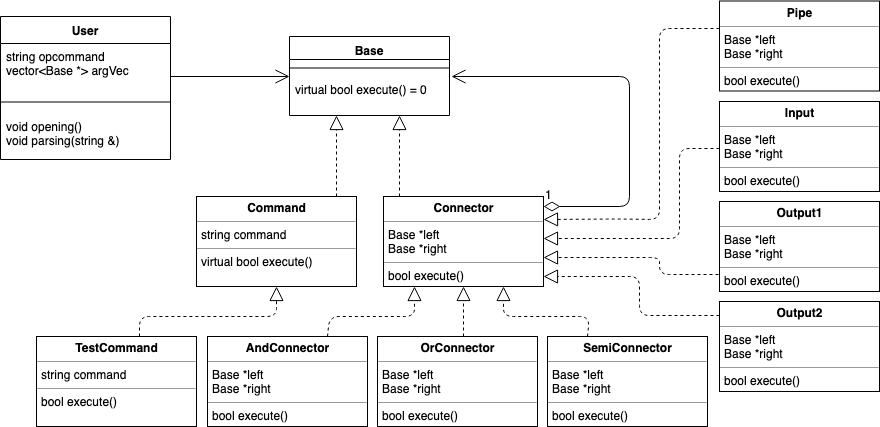 User
string opcommand
vector<Base *> argVec
void opening()
void parsing(string &)
Base
virtual bool execute() = 0
Pipe
Base *left
Base *right
bool execute()
Input
Base *left
Base *right
bool execute()
Command
string command
virtual bool execute()
Connector
Base *left
Base *right
bool execute()
1
Output1
Base *left
Base *right
bool execute()
Output2
Base *left
Base *right
bool execute()
TestCommand
string command
bool execute()
AndConnector
Base *left
Base *right
bool execute()
OrConnector
Base *left
Base *right
bool execute()
SemiConnector
Base *left
Base *right
bool execute()